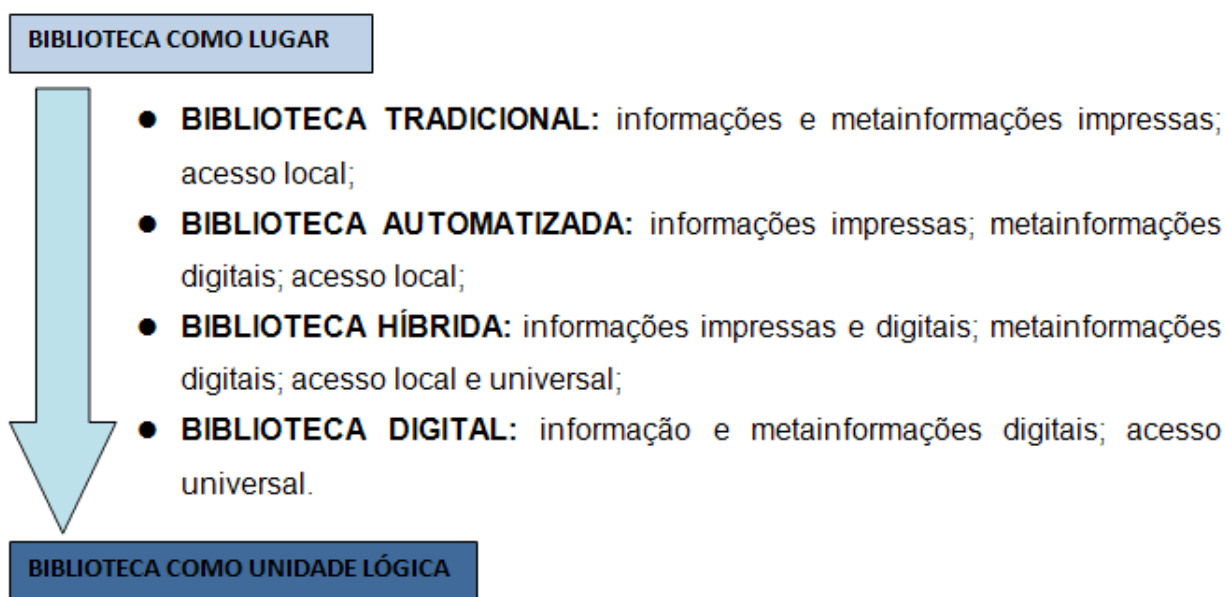 BIBLIOTECA COMO LUGAR
● BIBLIOTECA TRADICIONAL: informações e metainformações impressas;
acesso local;
● BIBLIOTECA AUTOMATIZADA: informações impressas; metainformações
digitais; acesso local;
● BIBLIOTECA HÍBRIDA: informações impressas e digitais; metainformações
digitais; acesso local e universal;
● BIBLIOTECA DIGITAL: informação e metainformações digitais; acesso
universal.
BIBLIOTECA COMO UNIDADE LÓGICA